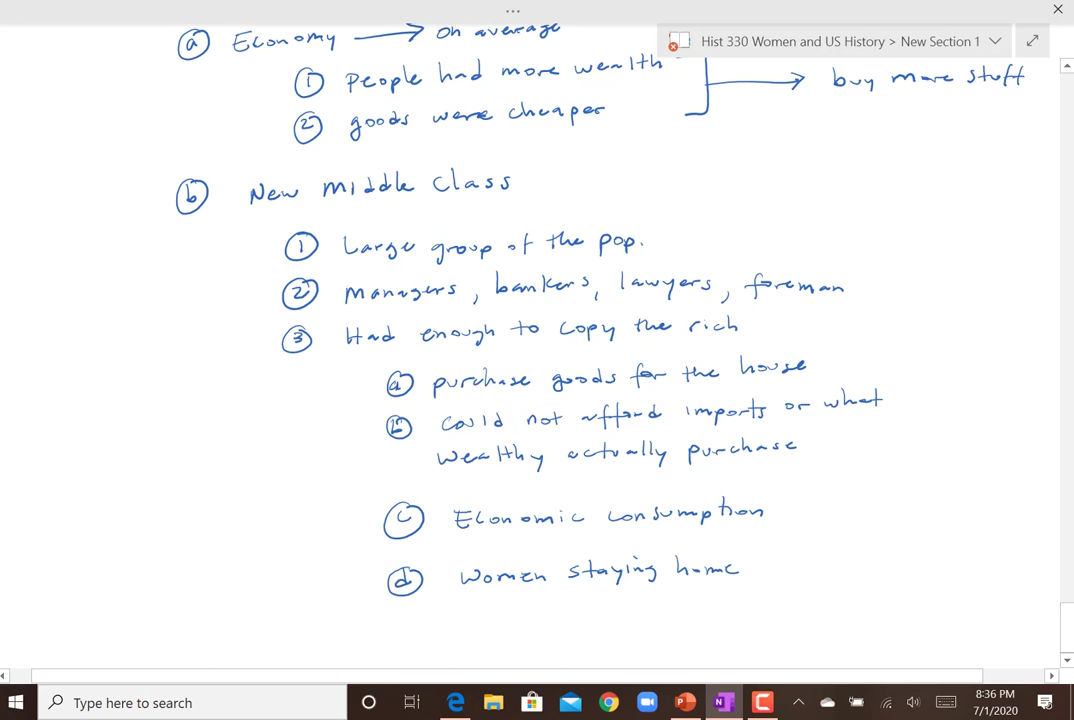 ...
a Economy → on average
Hist 330 Women and US History > New Section 1
1 People had more wealth
→ buy more stuff
2 goods were cheaper
b New Middle Class
1 Large group of the pop.
2 managers, bankers, lawyers, foreman
3 Had enough to copy the rich
a purchase goods for the house
b could not afford imports or what
wealthy actually purchase
c Economic consumption
d Women staying home
Type here to search
8:36 PM
7/1/2020